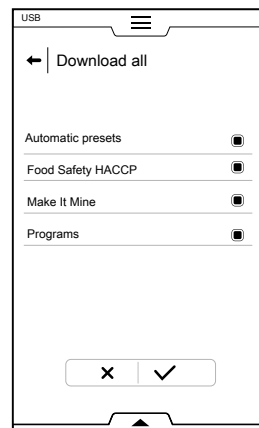 USB
Download all
Automatic presets
Food Safety HACCP
Make It Mine
Programs